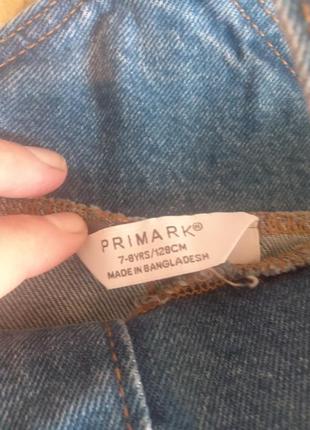 PRIMARK®
7-8YRS/128CM
MADE IN BANGLADESH